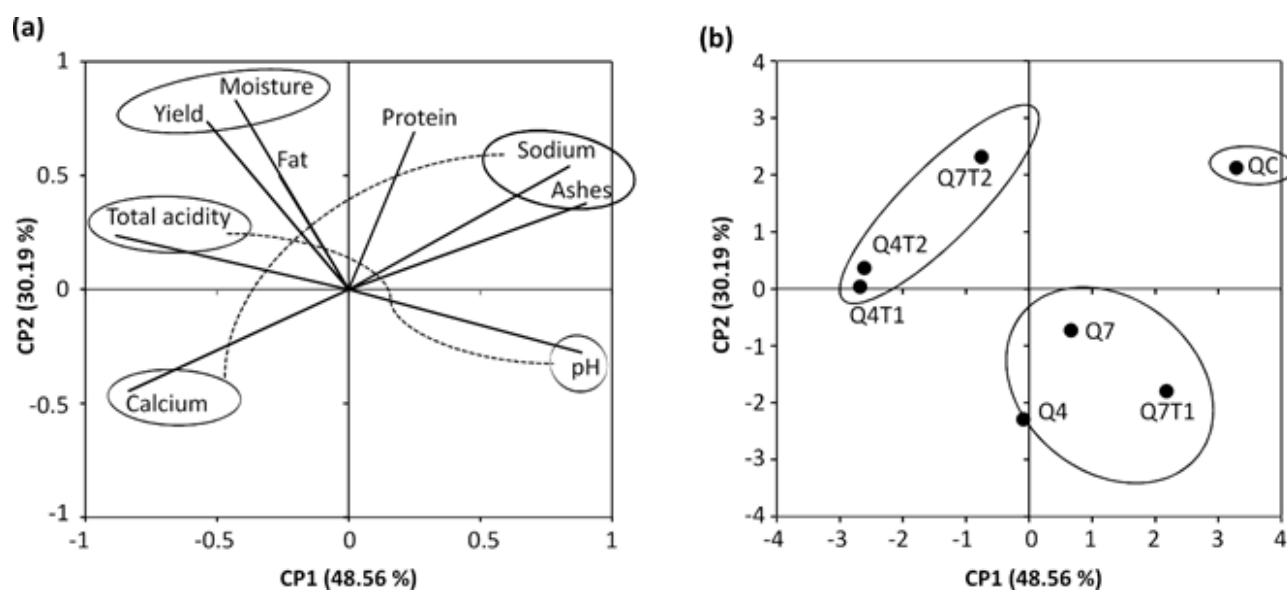 (a)
1
0.5
0
-0.5
-1
CP2 (30.19 %)
Moisture
Yield
Protein
Fat
Sodium
Ashes
Total acidity
Calcium
pH
-1
-0.5
0
0.5
1
CP1 (48.56 %)
(b)
4
3
2
1
0
-1
-2
-3
-4
CP2 (30.19 %)
Q7T2
QC
Q4T2
Q4T1
Q7
Q4
Q7T1
-4
-3
-2
-1
0
1
2
3
4
CP1 (48.56 %)